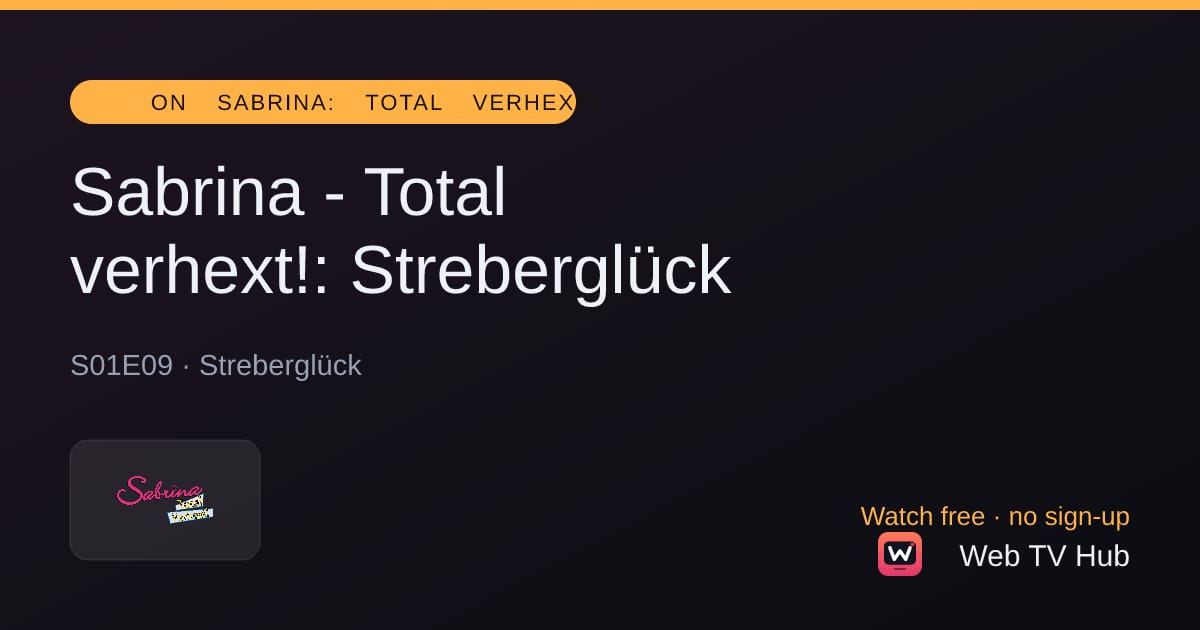 ON SABRINA: TOTAL VERHEX
Sabrina - Total
verhext!: Streberglück
S01E09 · Streberglück
Sabrina
Watch free · no sign-up
W
Web TV Hub